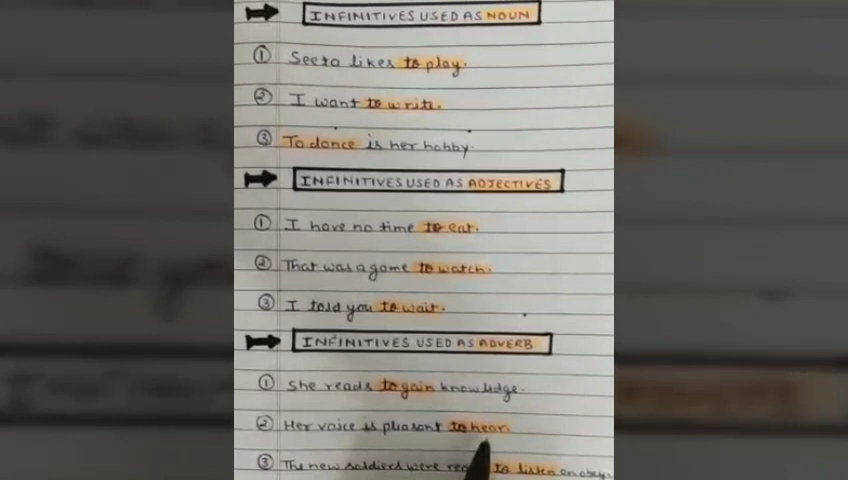 INFINITIVES USED AS NOUN
① Seeta likes to play.
② I want to write.
③ To dance is her hobby.
INFINITIVES USED AS ADJECTIVES
① I have no time to eat.
② That was a game to watch.
③ I told you to wait.
INFINITIVES USED AS ADVERB
① She reads to gain knowledge.
② Her voice is pleasant to hear.
③ The new soldiers were to listen obey.